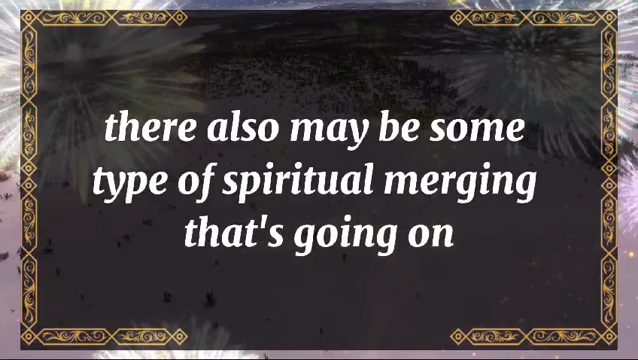 there also may be some
type of spiritual merging
that's going on